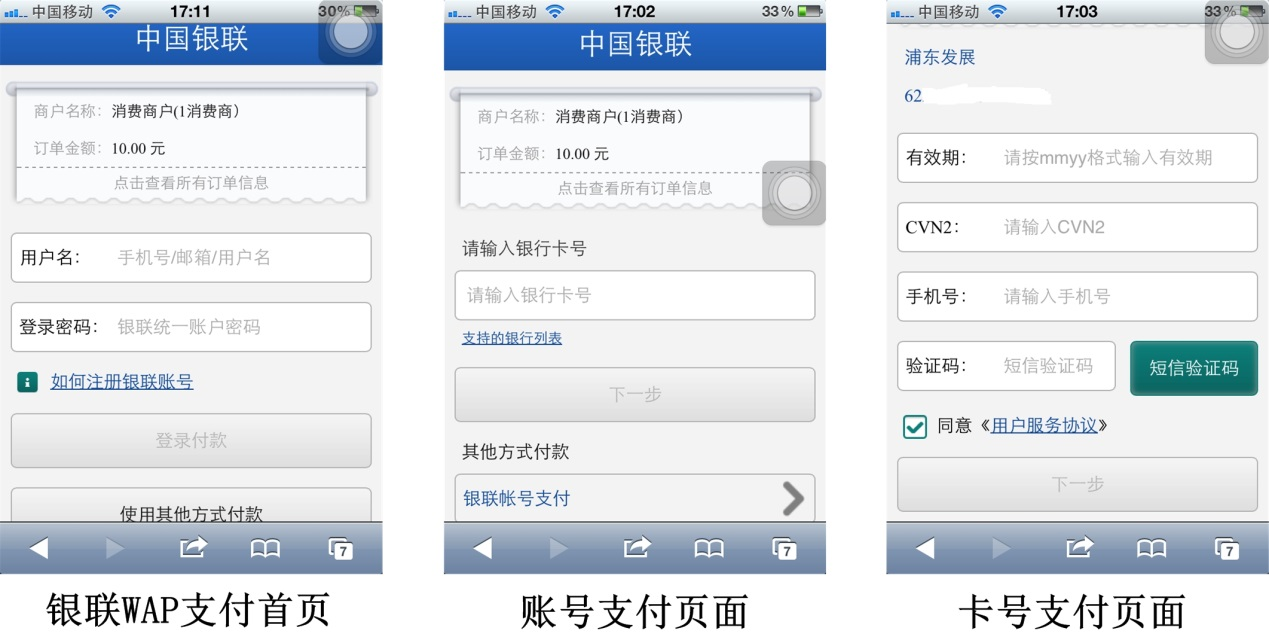 中国移动 17:11 30%
中国银联
商户名称: 消费商户(1消费商)
订单金额: 10.00 元
点击查看所有订单信息
用户名: 手机号/邮箱/用户名
登录密码: 银联统一账户密码
如何注册银联账号
登录付款
使用其他方式付款
7
银联WAP支付首页
中国移动 17:02 33%
中国银联
商户名称: 消费商户(1消费商)
订单金额: 10.00 元
点击查看所有订单信息
请输入银行卡号
请输入银行卡号
支持的银行列表
下一步
其他方式付款
银联帐号支付
7
账号支付页面
中国移动 17:03 33%
浦东发展
62
有效期: 请按mmyy格式输入有效期
CVN2: 请输入CVN2
手机号: 请输入手机号
验证码: 短信验证码 短信验证码
同意《用户服务协议》
下一步
7
卡号支付页面